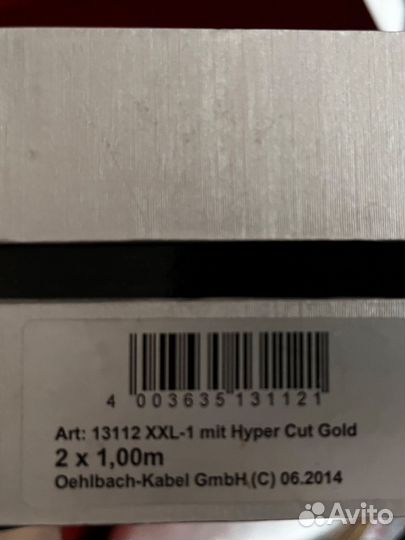 4 003635 131121
Art: 13112 XXL-1 mit Hyper Cut Gold
2 x 1,00m
Oehlbach-Kabel GmbH,(C) 06.2014
Avito